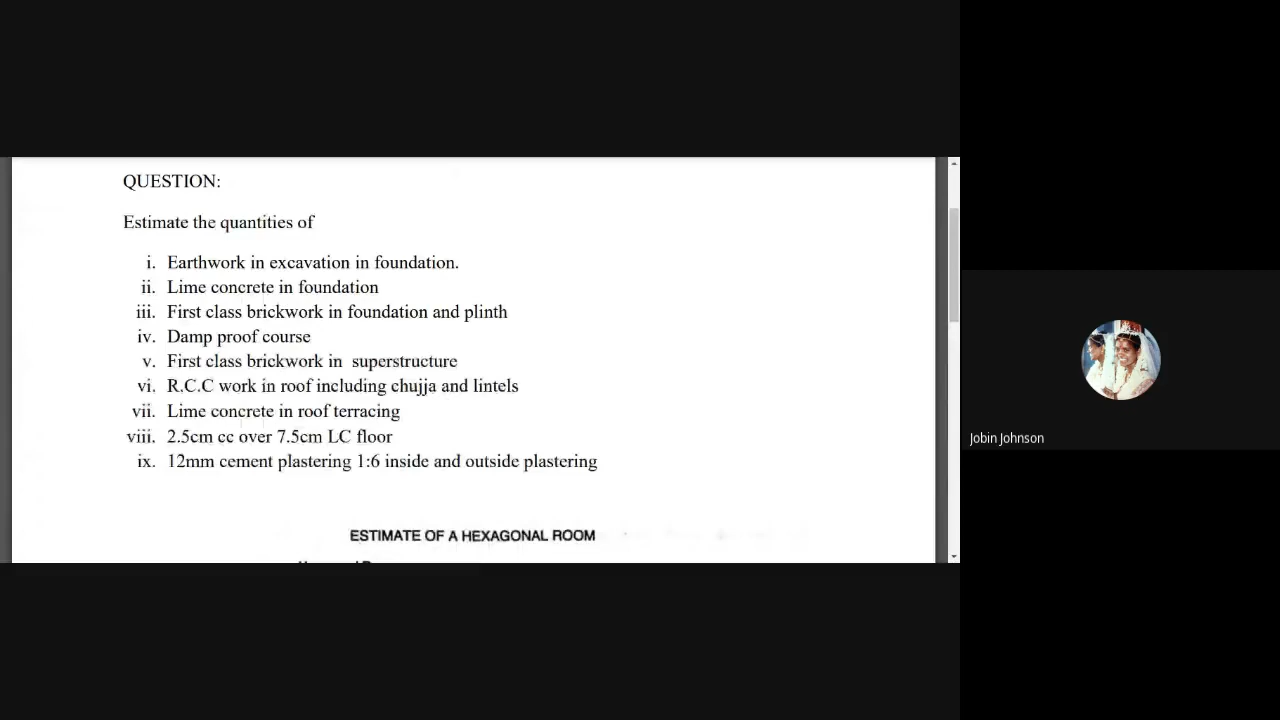 QUESTION:
Estimate the quantities of
i. Earthwork in excavation in foundation.
ii. Lime concrete in foundation
iii. First class brickwork in foundation and plinth
iv. Damp proof course
v. First class brickwork in superstructure
vi. R.C.C work in roof including chujja and lintels
vii. Lime concrete in roof terracing
viii. 2.5cm cc over 7.5cm LC floor
ix. 12mm cement plastering 1:6 inside and outside plastering
ESTIMATE OF A HEXAGONAL ROOM
Jobin Johnson